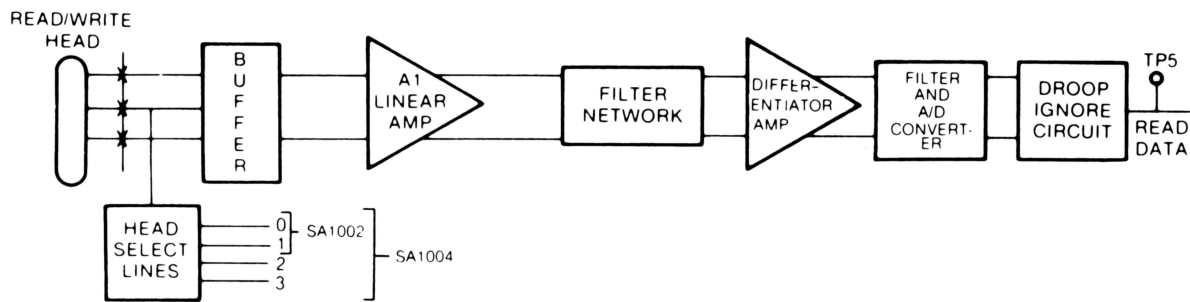 READ/WRITE
HEAD
B
U
F
F
E
R
A1
LINEAR
AMP
FILTER
NETWORK
DIFFER-
ENTIATOR
AMP
FILTER
AND
A/D
CONVERT-
ER
DROOP
IGNORE
CIRCUIT
TP5
READ
DATA
HEAD
SELECT
LINES
0
1
2
3
SA1002
SA1004